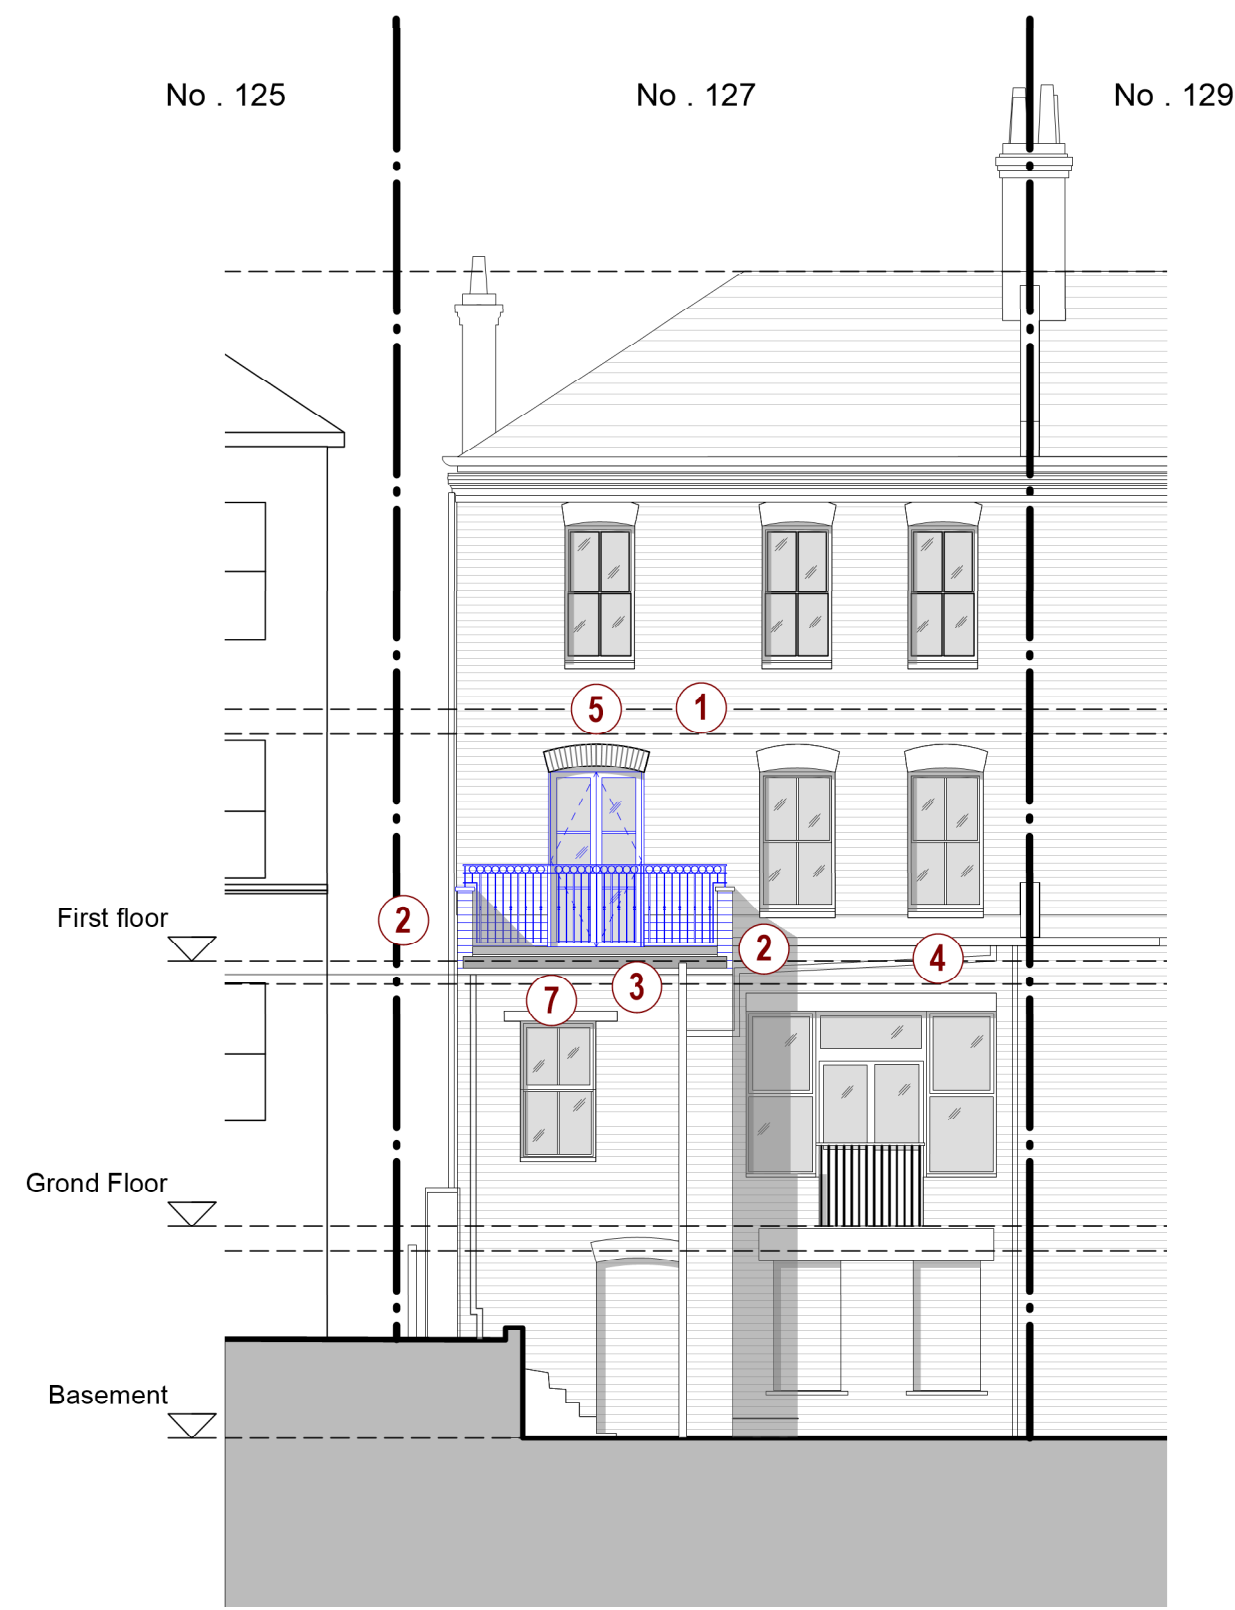 No . 125
No . 127
No . 129
5
1
First floor
2
2
4
3
7
Grond Floor
Basement